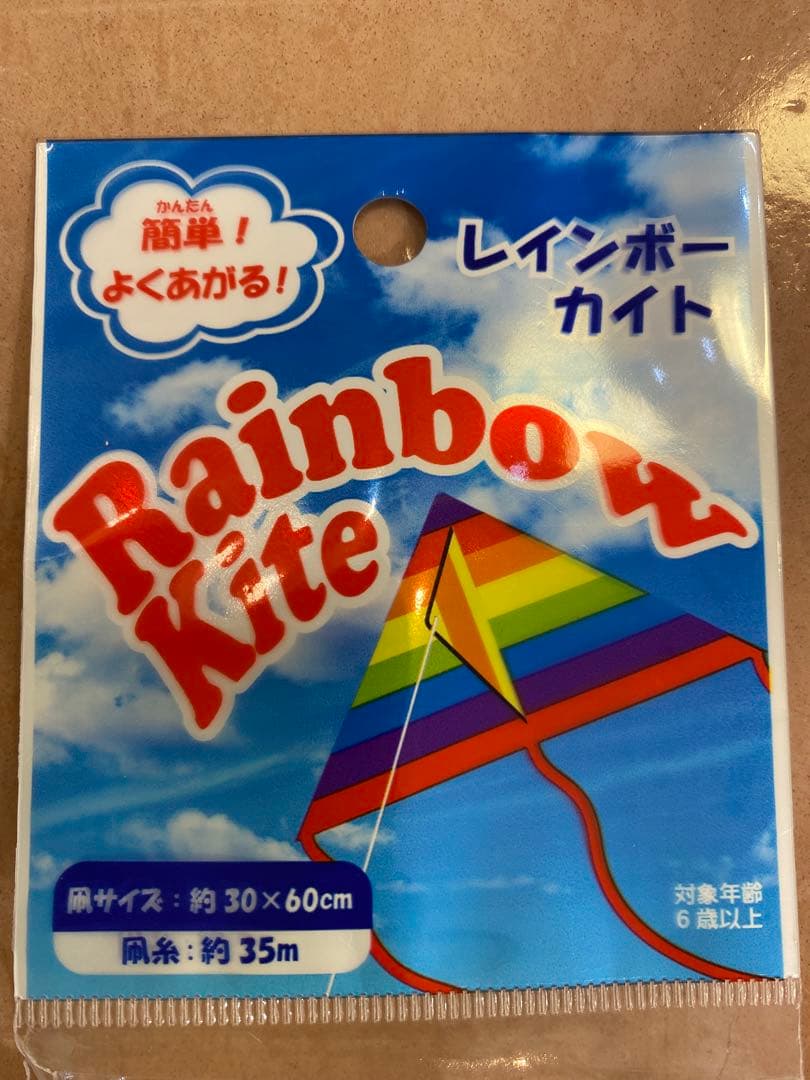 かんたん
簡単!
よくあがる!
レインボー
カイト
Rainbow
Kite
凧サイズ:約30×60cm
凧糸:約35m
対象年齢
6歳以上